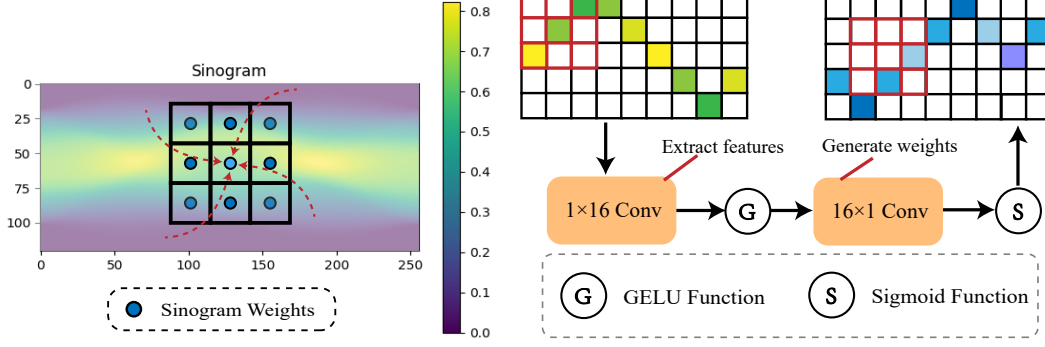 Sinogram
0
25
50
75
100
0
50
100
150
200
250
Sinogram Weights
0.8
0.7
0.6
0.5
0.4
0.3
0.2
0.1
0.0
Extract features
Generate weights
1×16 Conv
G
16×1 Conv
S
G
GELU Function
S
Sigmoid Function